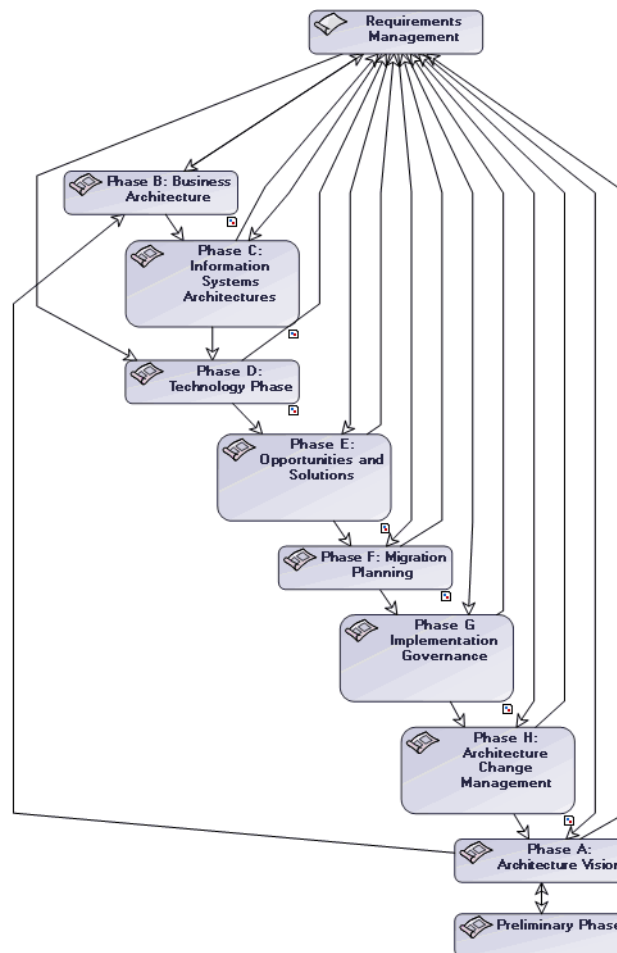 Requirements
Management
Phase B: Business
Architecture
Phase C:
Information
Systems
Architectures
Phase D:
Technology Phase
Phase E:
Opportunities and
Solutions
Phase F: Migration
Planning
Phase G
Implementation
Governance
Phase H:
Architecture
Change
Management
Phase A:
Architecture Vision
Preliminary Phase